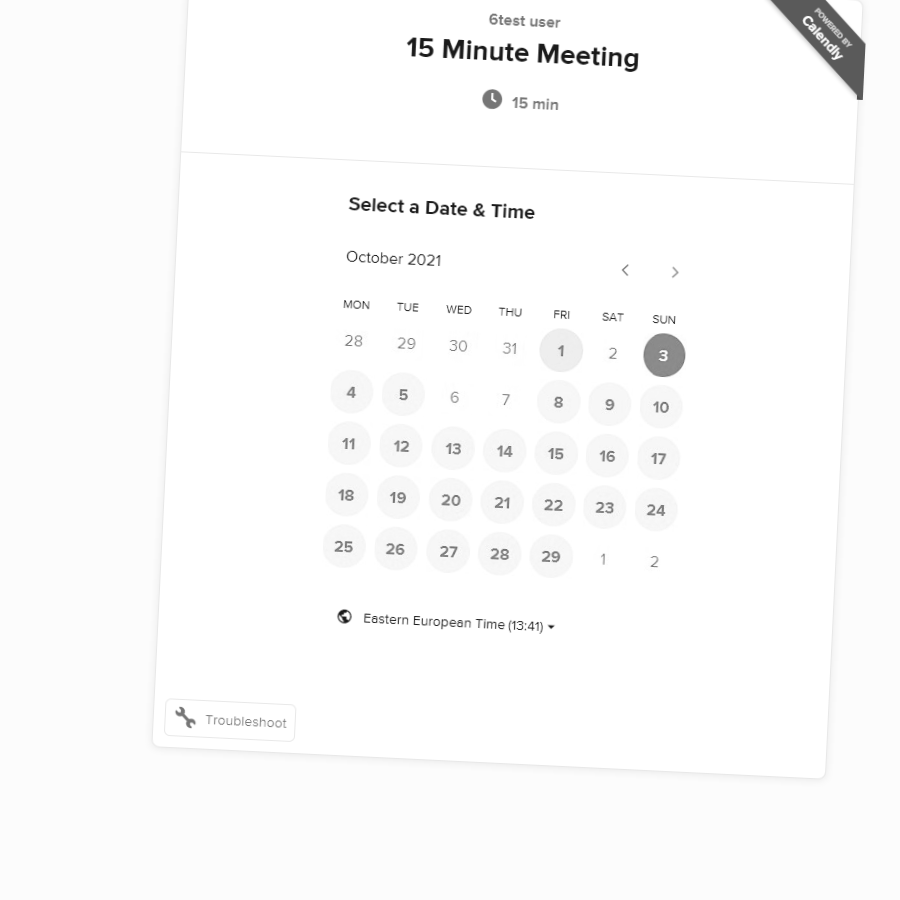 6test user
POWERED BY
Calendly
15 Minute Meeting
15 min
Select a Date & Time
October 2021
MON TUE WED THU FRI SAT SUN
28 29 30 31 1 2 3
4 5 6 7 8 9 10
11 12 13 14 15 16 17
18 19 20 21 22 23 24
25 26 27 28 29 1 2
Eastern European Time (13:41)
Troubleshoot